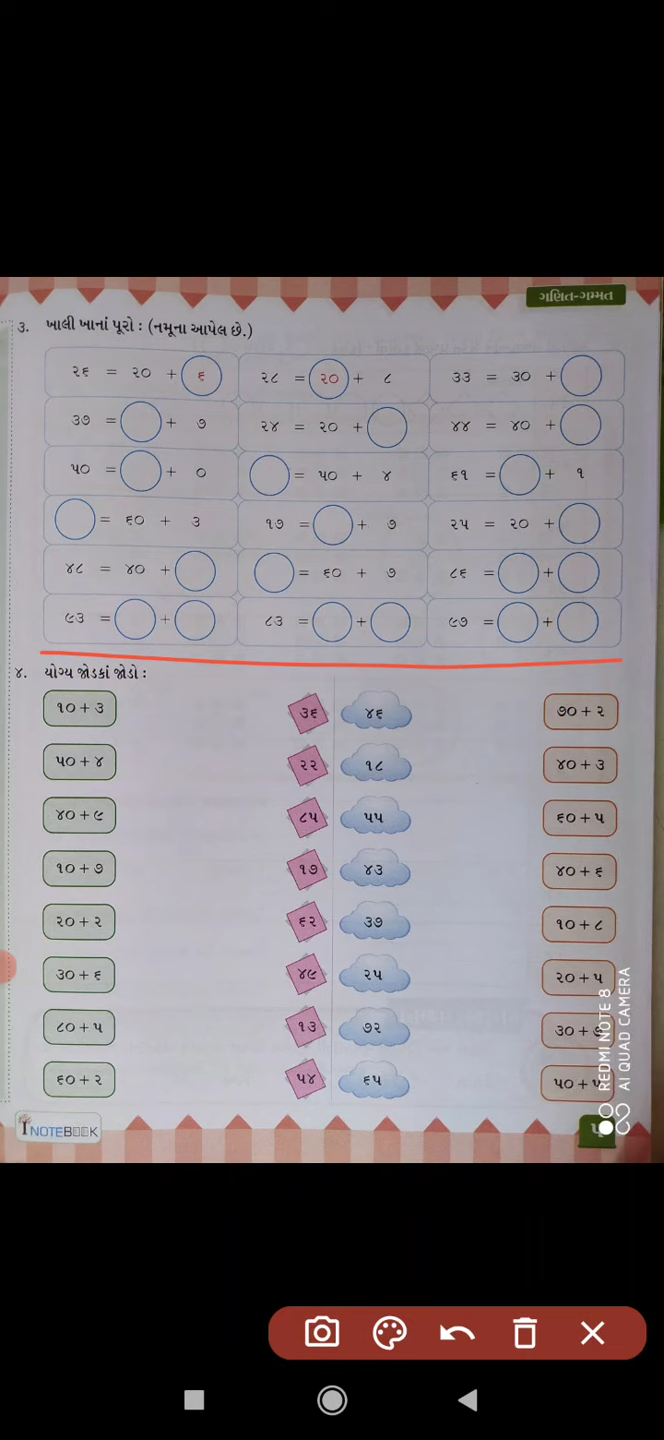 ગણિત-ગમ્મત
૩. ખાલી ખાનાં પૂરો : (નમૂના આપેલ છે.)
૨૬ = ૨૦ + ૬ ૨૮ = ૨૦ + ૮ ૩૩ = ૩૦ +
૩૭ = + ૭ ૨૪ = ૨૦ + ૪૪ = ૪૦ +
૫૦ = + ૦ = ૫૦ + ૪ ૬૧ = + ૧
= ૬૦ + ૩ ૧૭ = + ૭ ૨૫ = ૨૦ +
૪૮ = ૪૦ + = ૬૦ + ૭ ૮૬ = +
૯૩ = + ૮૩ = + ૯૭ = +
૪. યોગ્ય જોડકાં જોડો :
૧૦ + ૩ ૩૬ ૪૬ ૭૦ + ૨
૫૦ + ૪ ૨૨ ૧૮ ૪૦ + ૩
૪૦ + ૯ ૮૫ ૫૫ ૬૦ + ૫
૧૦ + ૭ ૧૭ ૪૩ ૪૦ + ૬
૨૦ + ૨ ૬૨ ૩૭ ૧૦ + ૮
૩૦ + ૬ ૪૯ ૨૫ ૨૦ + ૫
૮૦ + ૫ ૧૩ ૭૨ ૩૦ + ૭
૬૦ + ૨ ૫૪ ૬૫ ૫૦ + ૫
NOTEBOOK
REDMI NOTE 8
AI QUAD CAMERA